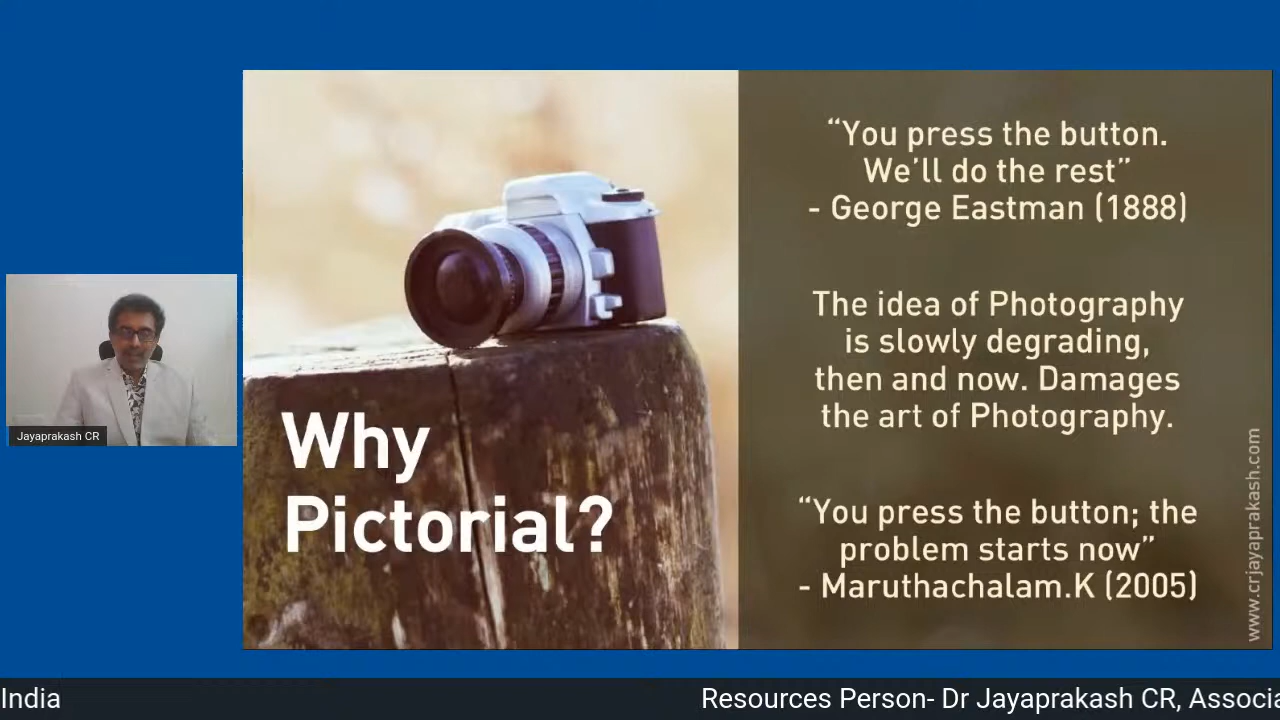 “You press the button.
We’ll do the rest”
- George Eastman (1888)
The idea of Photography
is slowly degrading,
then and now. Damages
the art of Photography.
“You press the button; the
problem starts now”
- Maruthachalam.K (2005)
Why
Pictorial?
www.crjayaprakash.com
Jayaprakash CR
India
Resources Person- Dr Jayaprakash CR, Associa